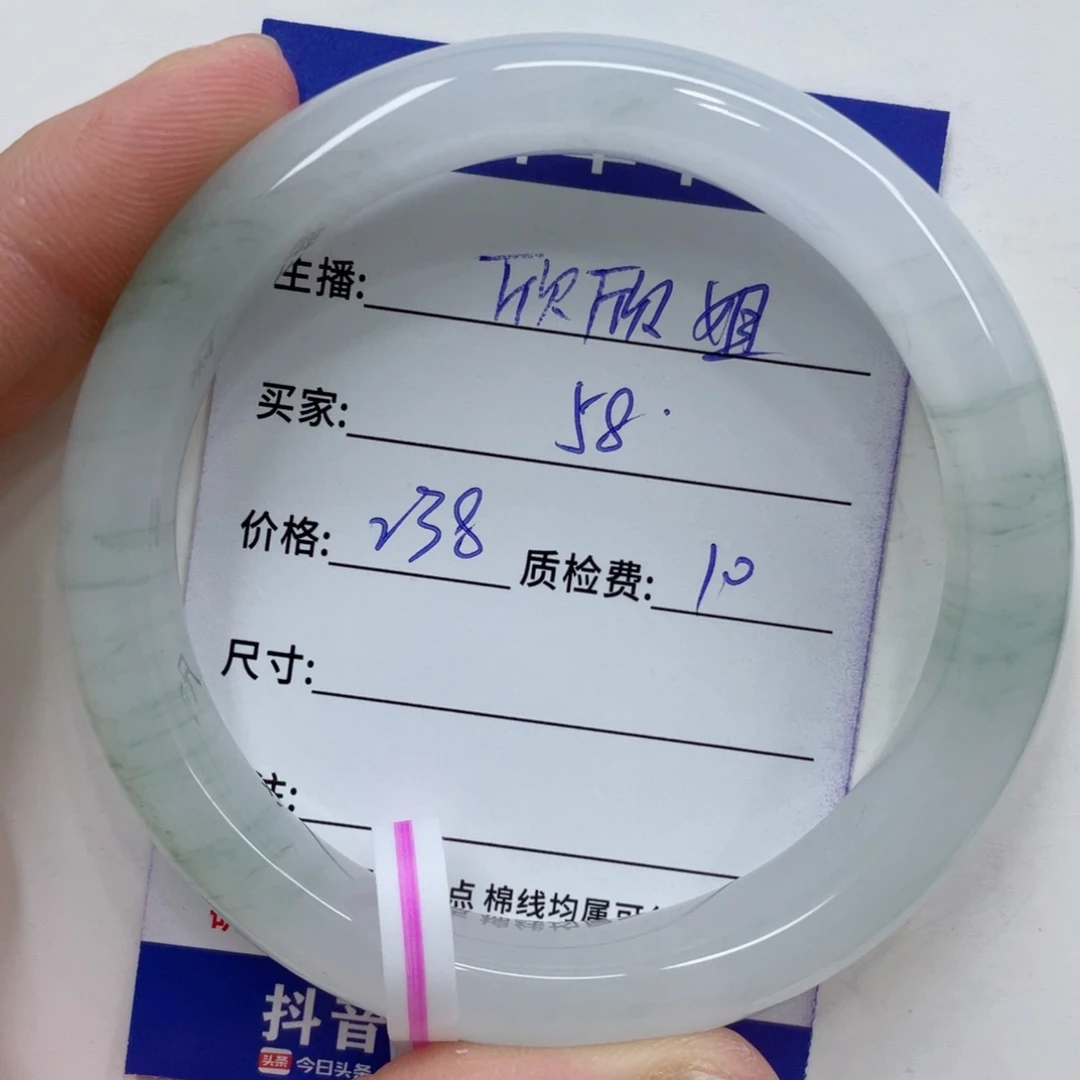 主播: 欣欣姐
买家: 58
价格: 238 质检费: 10
尺寸:
注:
点 棉线均属可
抖音
头条 今日头条